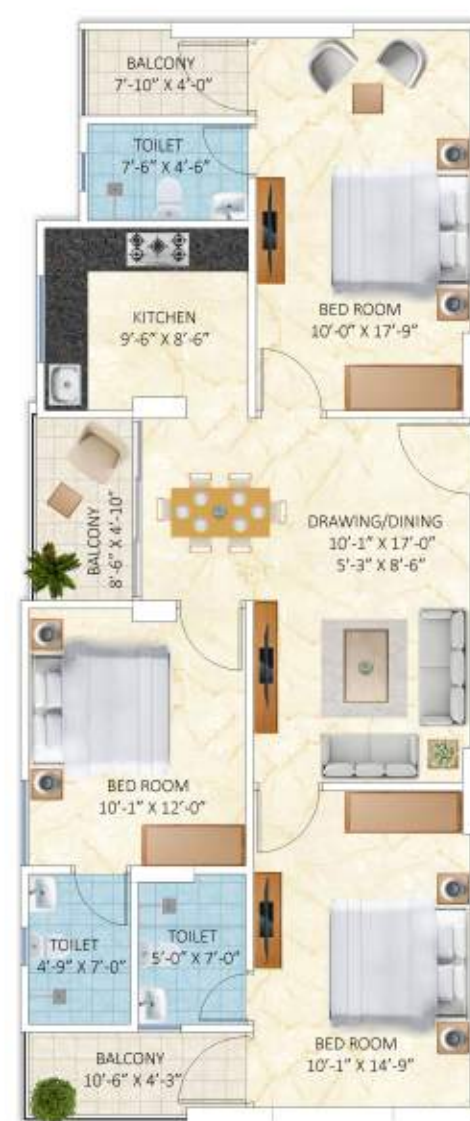 BALCONY
7'-10" X 4'-0"
TOILET
7'-6" X 4'-6"
KITCHEN
9'-6" X 8'-6"
BED ROOM
10'-0" X 17'-9"
BALCONY
8'-6" X 4'-10"
DRAWING/DINING
10'-1" X 17'-0"
5'-3" X 8'-6"
BED ROOM
10'-1" X 12'-0"
TOILET
4'-9" X 7'-0"
TOILET
5'-0" X 7'-0"
BED ROOM
10'-1" X 14'-9"
BALCONY
10'-6" X 4'-3"